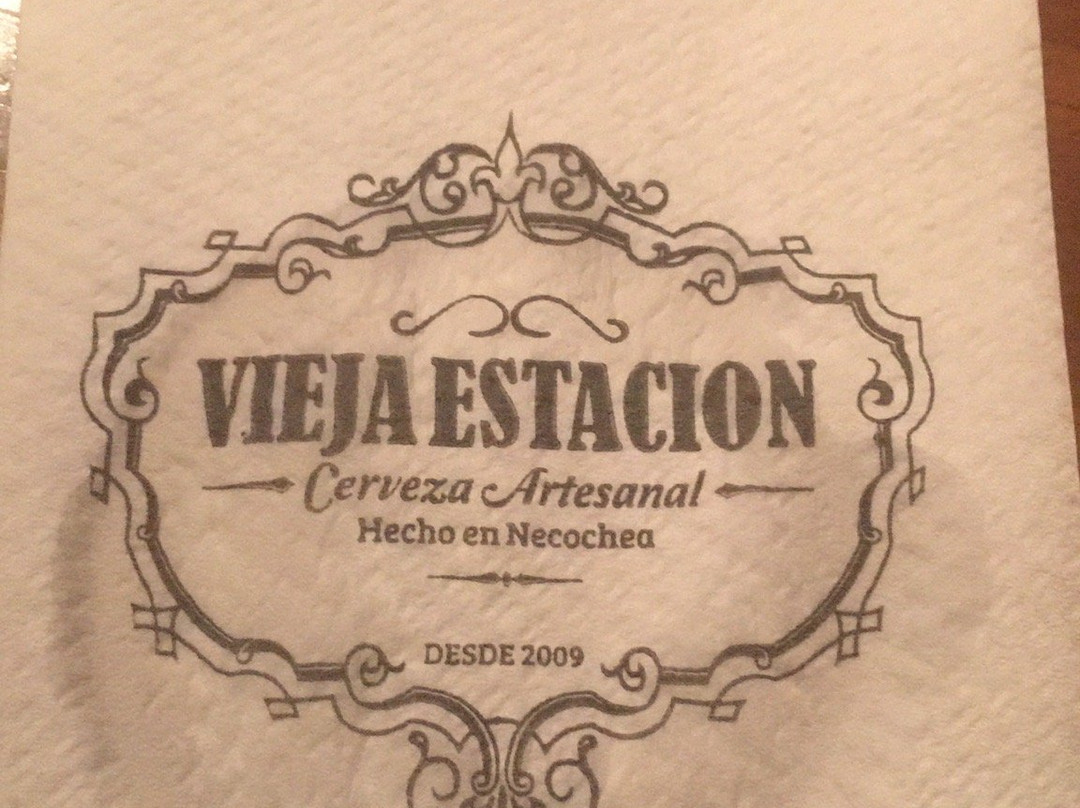 VIEJA ESTACION
Cerveza Artesanal
Hecho en Necochea
DESDE 2009